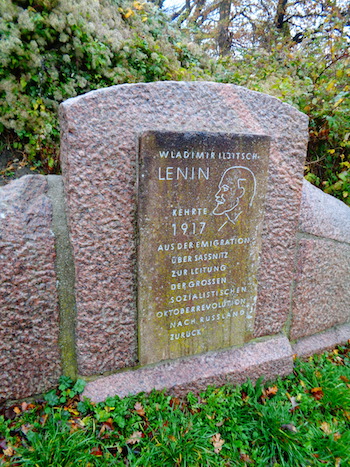 WLADIMIR ILJITSCH
LENIN
KEHRTE
1917
AUS DER EMIGRATION
ÜBER SASSNITZ
ZUR LEITUNG
DER GROSSEN
SOZIALISTISCHEN
OKTOBERREVOLUTION
NACH RUSSLAND
ZURÜCK